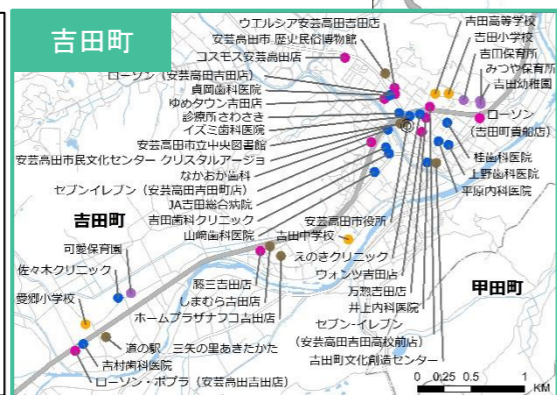 吉田町
ウエルシア安芸高田吉田店
安芸高田市 歴史民俗博物館
コスモス安芸高田店
ローソン（安芸高田吉田店）
貞岡歯科医院
ゆめタウン吉田店
診療所さわさき
イズミ歯科医院
安芸高田市立中央図書館
安芸高田市民文化センター クリスタルアージョ
なかおか歯科
セブンイレブン（安芸高田吉田町店）
JA吉田総合病院
吉田歯科クリニック
山崎歯科医院
吉田高等学校
吉田小学校
吉田保育所
みつや保育所
吉田幼稚園
ローソン
（吉田町貴船店）
桂歯科医院
上野歯科医院
平原内科医院
安芸高田市役所
吉田中学校
えのきクリニック
ウォンツ吉田店
万惣吉田店
井上内科医院
セブン-イレブン
（安芸高田吉田高校前店）
吉田町文化創造センター
吉田町
甲田町
可愛保育園
佐々木クリニック
愛郷小学校
藤三吉田店
しまむら吉田店
ホームプラザナフコ吉田店
道の駅 三矢の里あきたかた
吉村歯科医院
ローソン・ポプラ（安芸高田吉田店）
0 0.25 0.5 1
KM